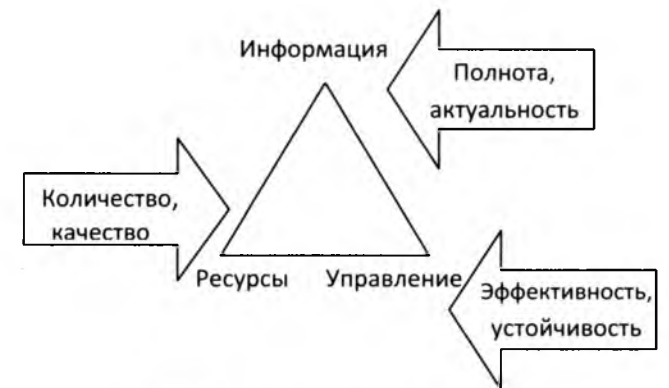 Информация
Полнота,
актуальность
Количество,
качество
Ресурсы
Управление
Эффективность,
устойчивость